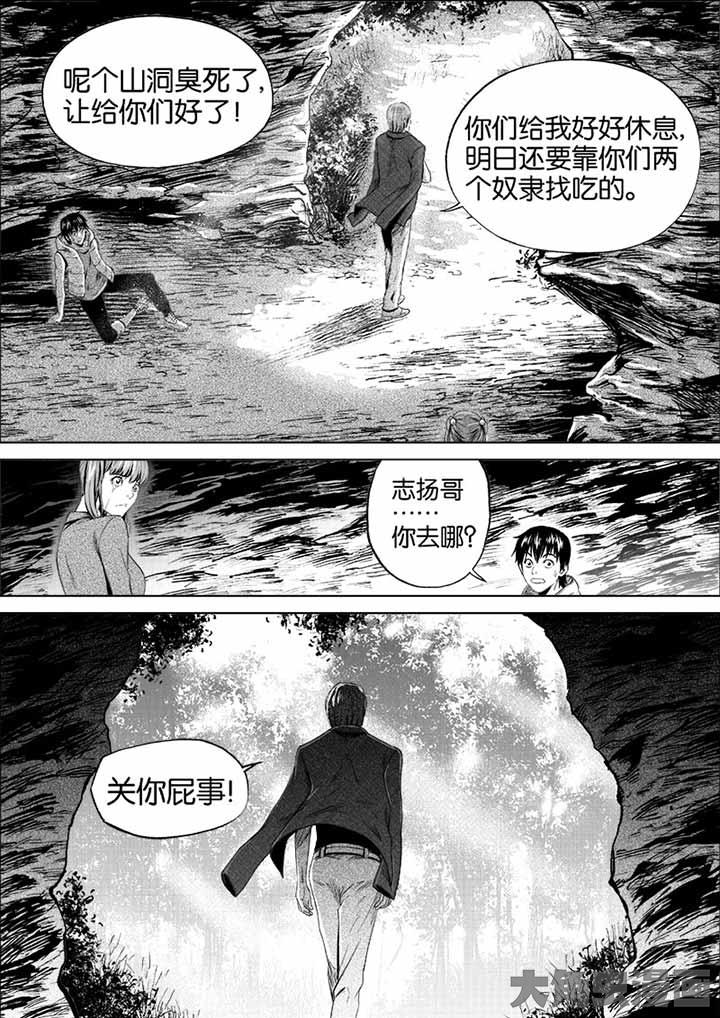 呢个山洞臭死了,
让给你们好了!
你们给我好好休息,
明日还要靠你们两
个奴隶找吃的。
志扬哥
……
你去哪?
关你屁事!